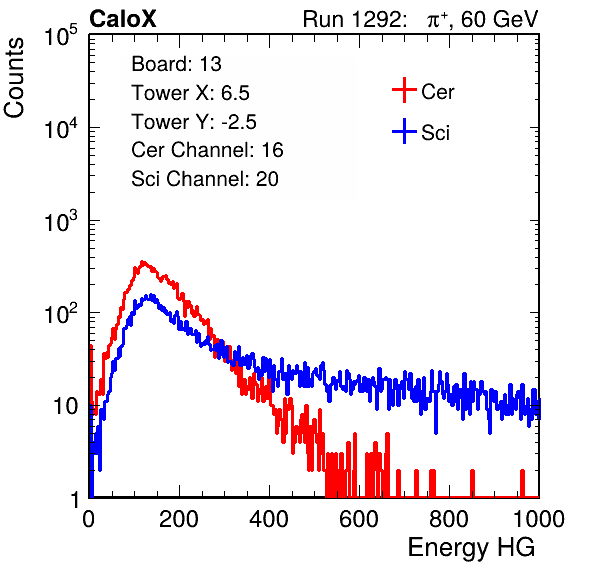 CaloX Run 1292: π⁺, 60 GeV
Counts
10⁵
10⁴
10³
10²
10
1
Board: 13
Tower X: 6.5
Tower Y: -2.5
Cer Channel: 16
Sci Channel: 20
Cer
Sci
0 200 400 600 800 1000
Energy HG